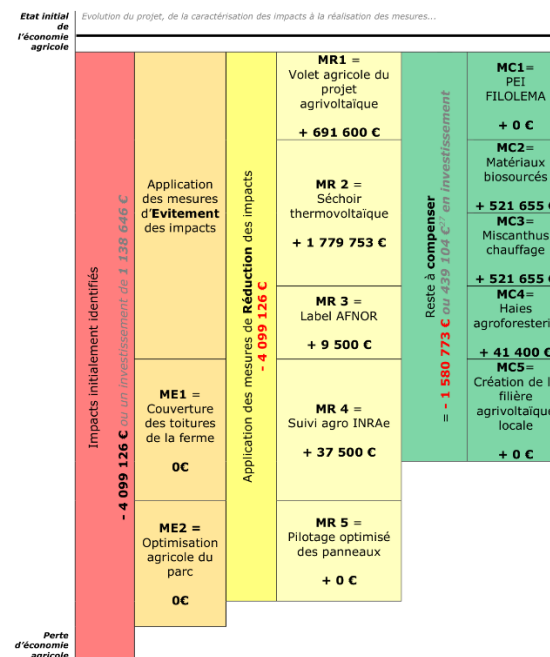 Etat initial
de
l'économie
agricole
Evolution du projet, de la caractérisation des impacts à la réalisation des mesures...
Impacts initialement identifiés
- 4 099 126 € ou un investissement de 1 138 646 €
Application
des mesures
d'Evitement
des impacts
ME1 =
Couverture
des toitures
de la ferme
0€
ME2 =
Optimisation
agricole du
parc
0€
Application des mesures de Réduction des impacts
- 4 099 126 €
MR1 =
Volet agricole du
projet
agrivoltaïque
+ 691 600 €
MR 2 =
Séchoir
thermovoltaïque
+ 1 779 753 €
MR 3 =
Label AFNOR
+ 9 500 €
MR 4 =
Suivi agro INRAe
+ 37 500 €
MR 5 =
Pilotage optimisé
des panneaux
+ 0 €
Reste à compenser
= - 1 580 773 € ou 439 104 €²⁷ en investissement
MC1=
PEI
FILOLEMA
+ 0 €
MC2=
Matériaux
biosourcés
+ 521 655 €
MC3=
Miscanthus
chauffage
+ 521 655 €
MC4=
Haies
agroforesterie
+ 41 400 €
MC5=
Création de l
filière
agrivoltaïque
locale
+ 0 €
Perte
d'économie
agricole